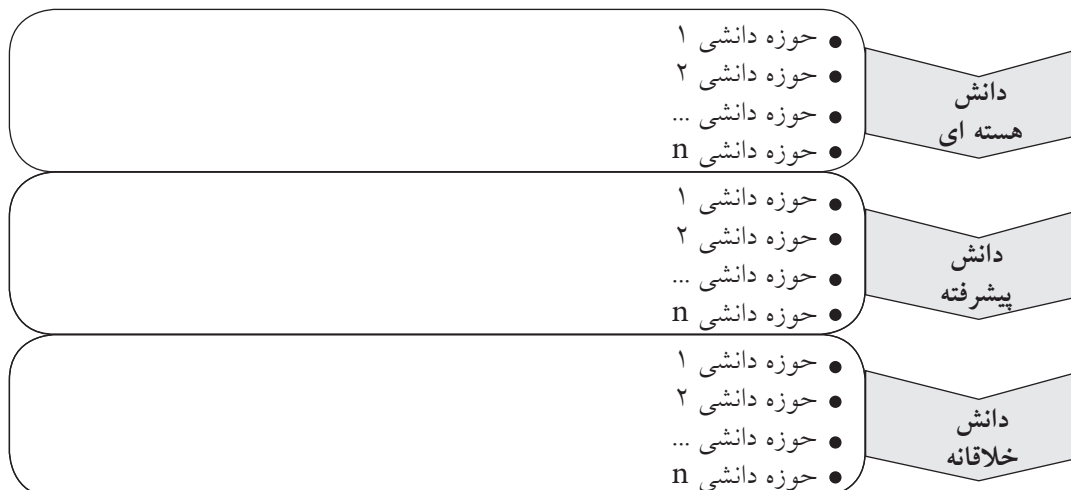 دانش
هسته ای
● حوزه دانشی ۱
● حوزه دانشی ۲
● حوزه دانشی ...
● حوزه دانشی n
دانش
پیشرفته
● حوزه دانشی ۱
● حوزه دانشی ۲
● حوزه دانشی ...
● حوزه دانشی n
دانش
خلاقانه
● حوزه دانشی ۱
● حوزه دانشی ۲
● حوزه دانشی ...
● حوزه دانشی n